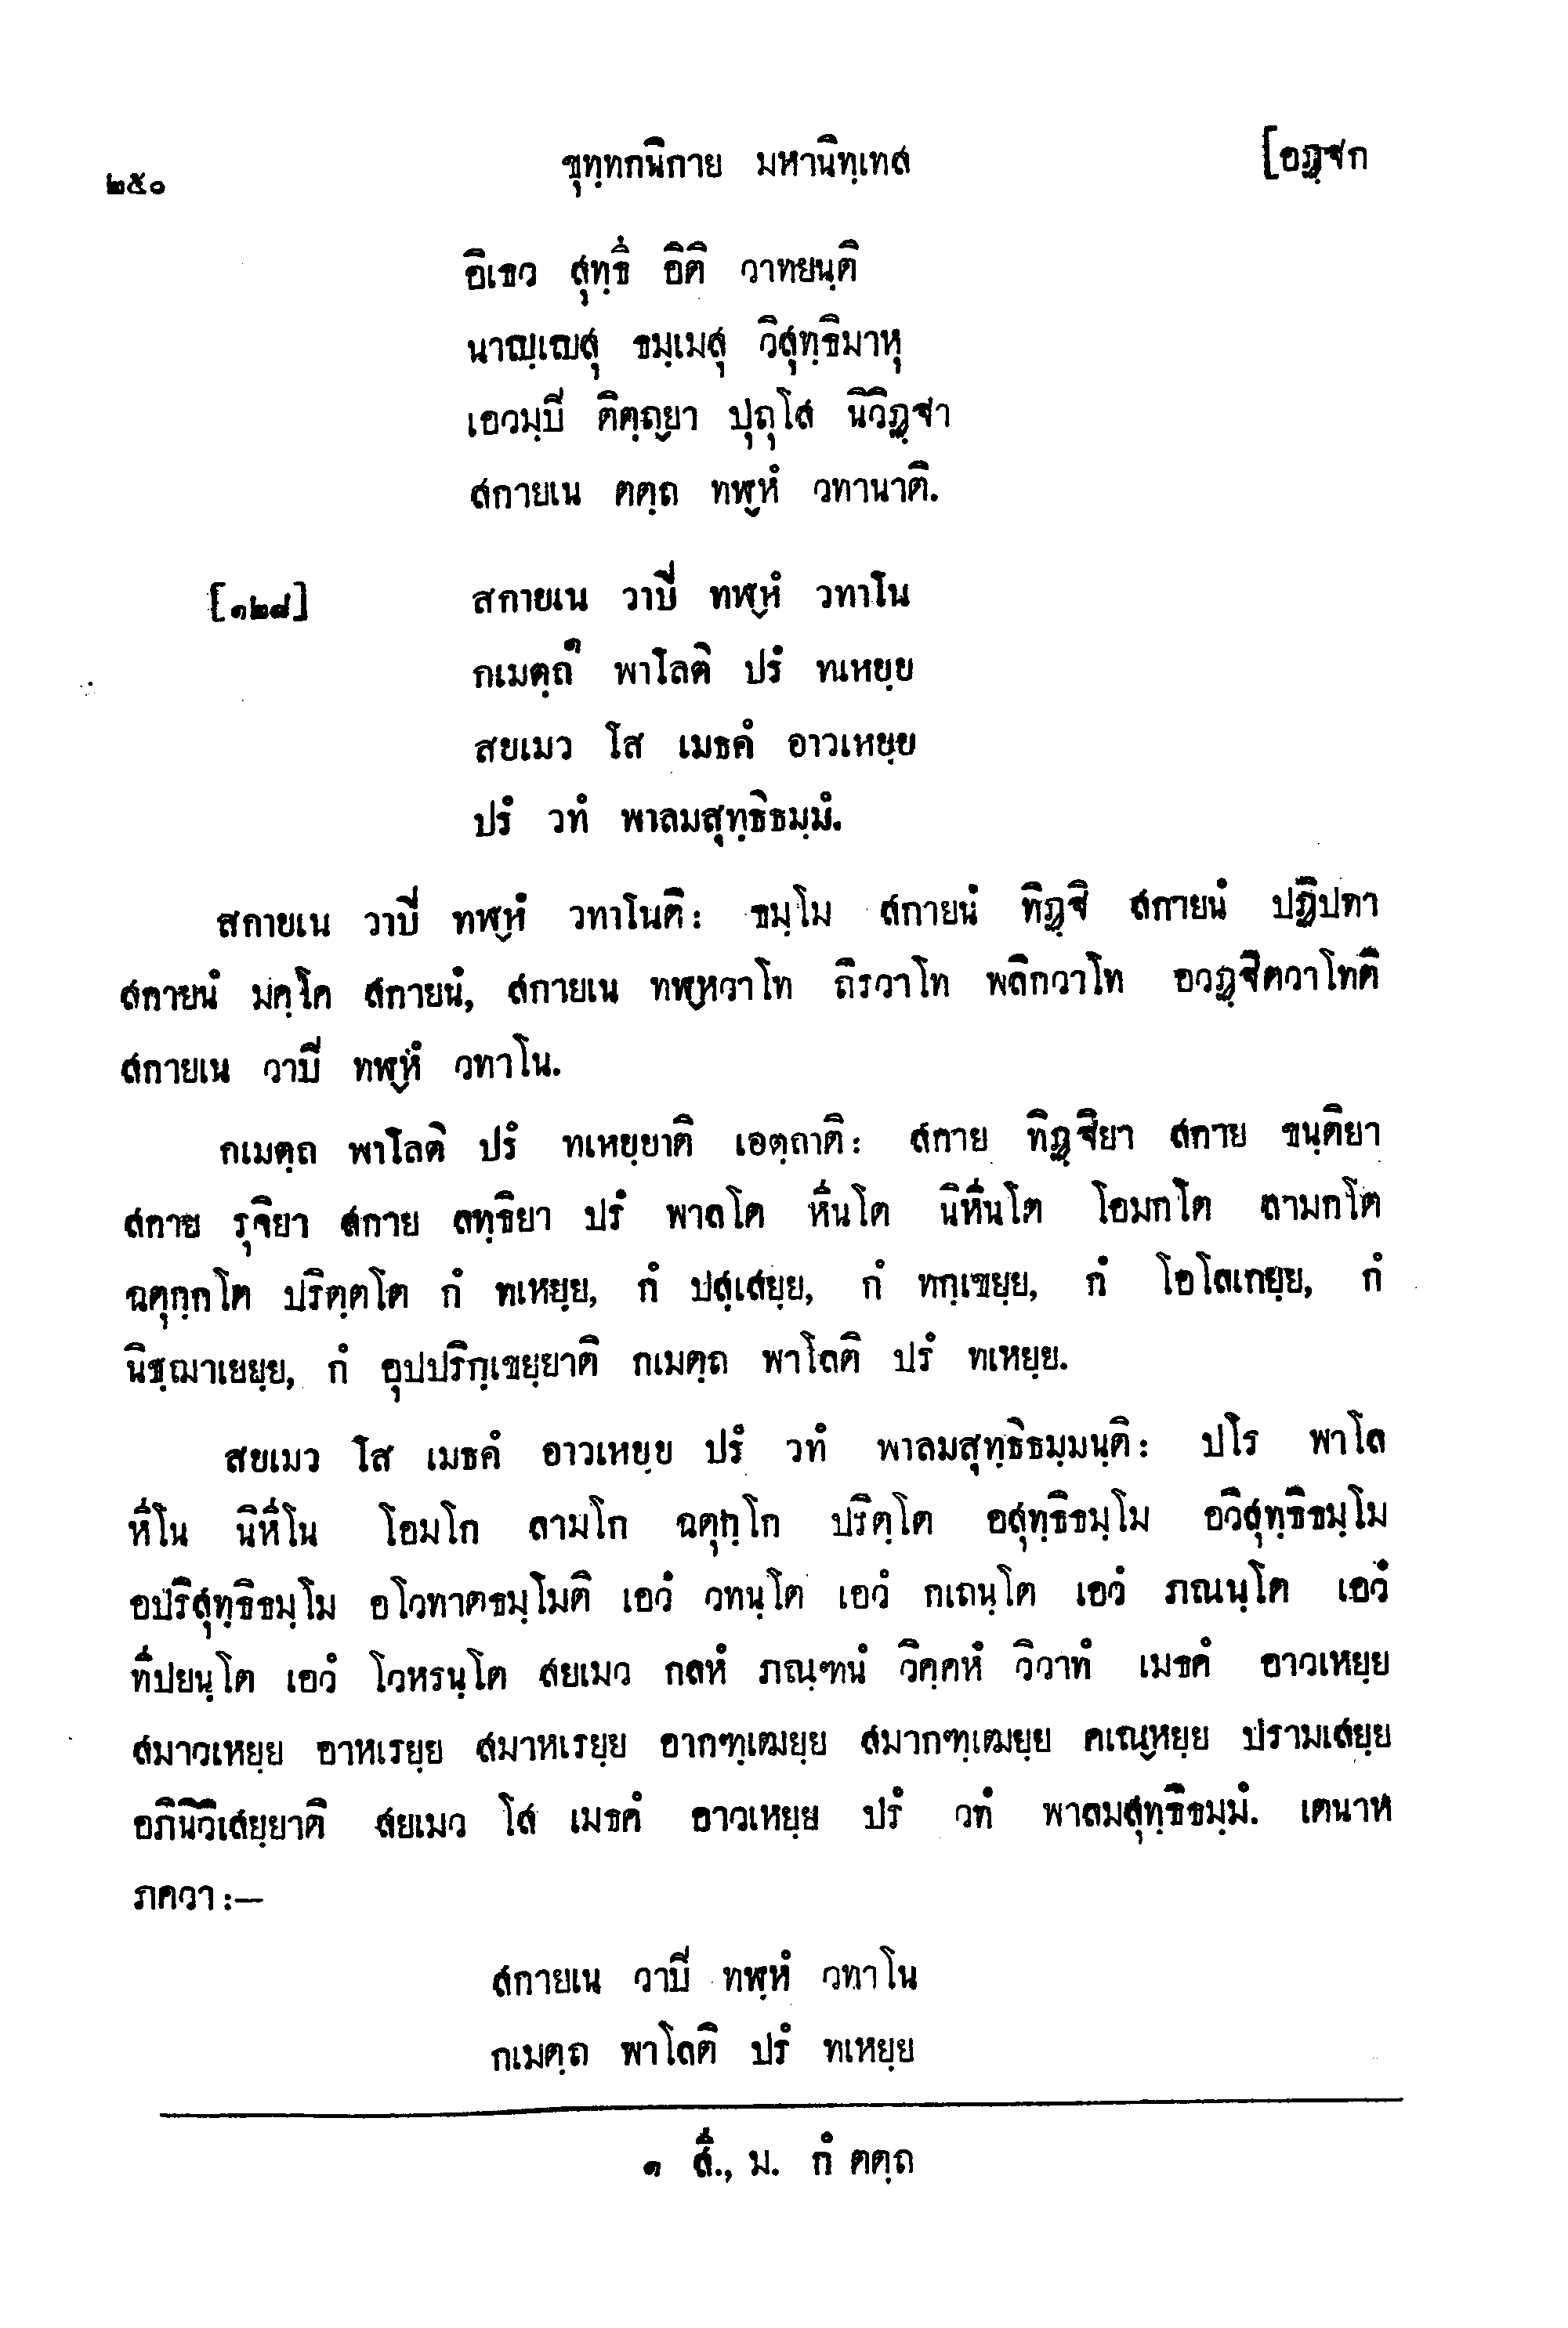 ๒๕๐ ขุทฺทกนิกาย มหานิทฺเทส [อฏฺฐก
อิเธว สุทฺธึ อิติ วาทยนฺติ
นาญฺเญสุ ธมฺเมสุ วิสุทฺธิมาหุ
เอวมฺปิ ติตฺถฺยา ปุถุโส นิวิฏฺฐา
สกายเน ตตฺถ ทฬฺหํ วทานาติ.
[๑๒๘] สกายเน วาปิ ทฬฺหํ วทาโน
กเมตฺถ๑ พาโลติ ปรํ ทเหยฺย
สยเมว โส เมธคํ อาวเหยฺย
ปรํ วทํ พาลมสุทฺธิธมฺมํ.
สกายเน วาปิ ทฬฺหํ วทาโนติ: ธมฺโม สกายนํ ทิฏฺฐิ สกายนํ ปฏิปทา
สกายนํ มคฺโค สกายนํ, สกายเน ทฬฺหวาโท ถิรวาโท พลิกวาโท อวฏฺฐิตวาโทติ
สกายเน วาปิ ทฬฺหํ วทาโน.
กเมตฺถ พาโลติ ปรํ ทเหยฺยาติ เอตฺถาติ: สกาย ทิฏฺฐิยา สกาย ขนฺติยา
สกาย รุจิยา สกาย ลทฺธิยา ปรํ พาลโต หีนโต นิหีนโต โอมกโต ลามกโต
ฉตุกฺกโต ปริตฺตโต กํ ทเหยฺย, กํ ปสฺเสยฺย, กํ ทกฺเขยฺย, กํ โอโลเกยฺย, กํ
นิชฺฌาเยยฺย, กํ อุปปริกฺเขยฺยาติ กเมตฺถ พาโลติ ปรํ ทเหยฺย.
สยเมว โส เมธคํ อาวเหยฺย ปรํ วทํ พาลมสุทฺธิธมฺมนฺติ: ปโร พาโล
หีโน นิหีโน โอมโก ลามโก ฉตุกฺโก ปริตฺโต อสุทฺธิธมฺโม อวิสุทฺธิธมฺโม
อปริสุทฺธิธมฺโม อโวทาตธมฺโมติ เอวํ วทนฺโต เอวํ กเถนฺโต เอวํ ภณนฺโต เอวํ
ทีปยนฺโต เอวํ โวหรนฺโต สยเมว กลหํ ภณฺฑนํ วิคฺคหํ วิวาทํ เมธคํ อาวเหยฺย
สมาวเหยฺย อาหเรยฺย สมาหเรยฺย อากฑฺเฒยฺย สมากฑฺเฒยฺย คเณฺหยฺย ปรามเสยฺย
อภินิวิเสยฺยาติ สยเมว โส เมธคํ อาวเหยฺย ปรํ วทํ พาลมสุทฺธิธมฺมํ. เตนาห
ภควา :—
สกายเน วาปิ ทฬฺหํ วทาโน
กเมตฺถ พาโลติ ปรํ ทเหยฺย
๑ สี., ม. กํ ตตฺถ